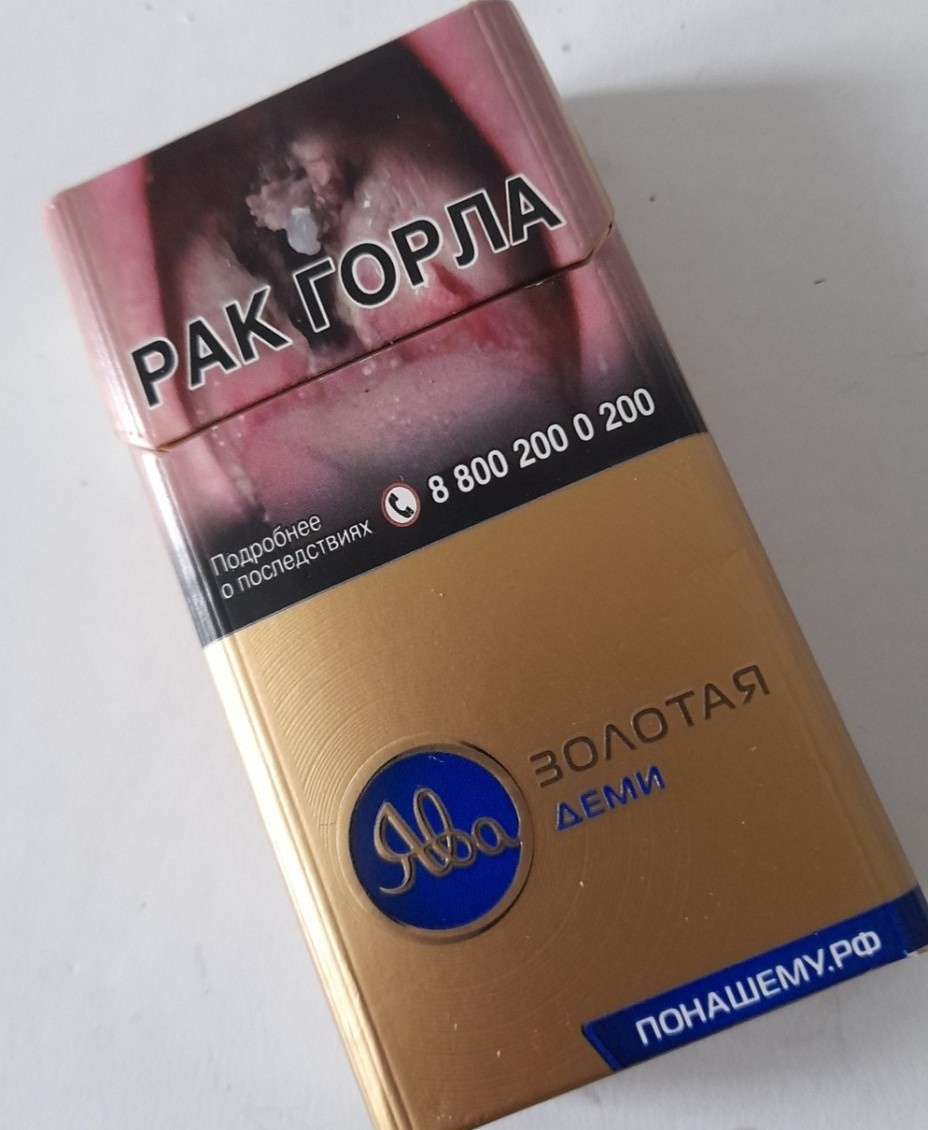 РАК ГОРЛА
Подробнее
о последствиях
8 800 200 0 200
Ява
ЗОЛОТАЯ
ДЕМИ
ПОНАШЕМУ.РФ